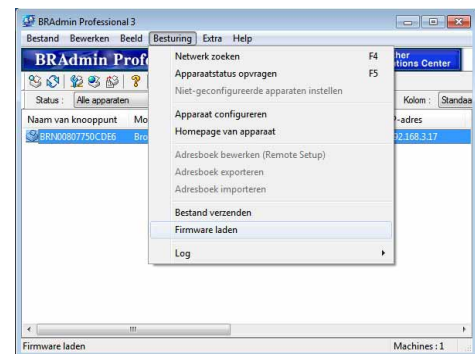 BRAdmin Professional 3
Bestand Bewerken Beeld Besturing Extra Help
BRAdmin Profe
Center
Netwerk zoeken F4
Apparaatstatus opvragen F5
Niet-geconfigureerde apparaten instellen
Status : Alle apparaten
Kolom : Standaa
Apparaat configureren
Naam van knooppunt Mo
P-adres
Homepage van apparaat
BRN00807750CDE6 Bro
92.168.3.17
Adresboek bewerken (Remote Setup)
Adresboek exporteren
Adresboek importeren
Bestand verzenden
Firmware laden
Log
Firmware laden
Machines : 1